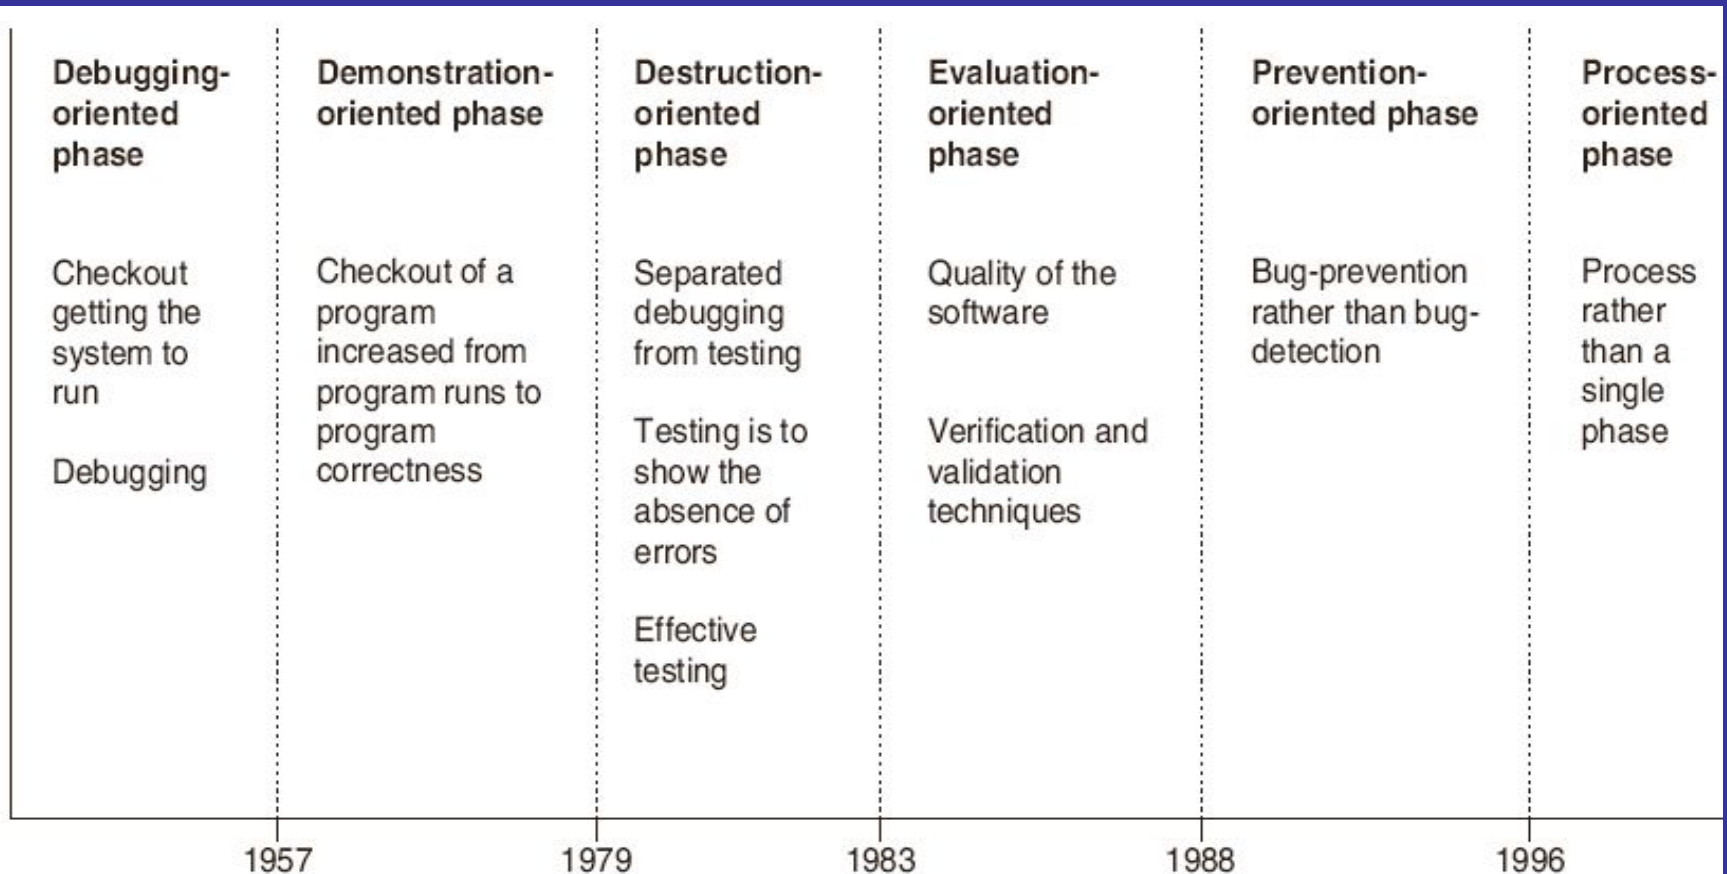 Debugging-
oriented
phase
Checkout
getting the
system to
run
Debugging
Demonstration-
oriented phase
Checkout of a
program
increased from
program runs to
program
correctness
Destruction-
oriented
phase
Separated
debugging
from testing
Testing is to
show the
absence of
errors
Effective
testing
Evaluation-
oriented
phase
Quality of the
software
Verification and
validation
techniques
Prevention-
oriented phase
Bug-prevention
rather than bug-
detection
Process-
oriented
phase
Process
rather
than a
single
phase
1957
1979
1983
1988
1996